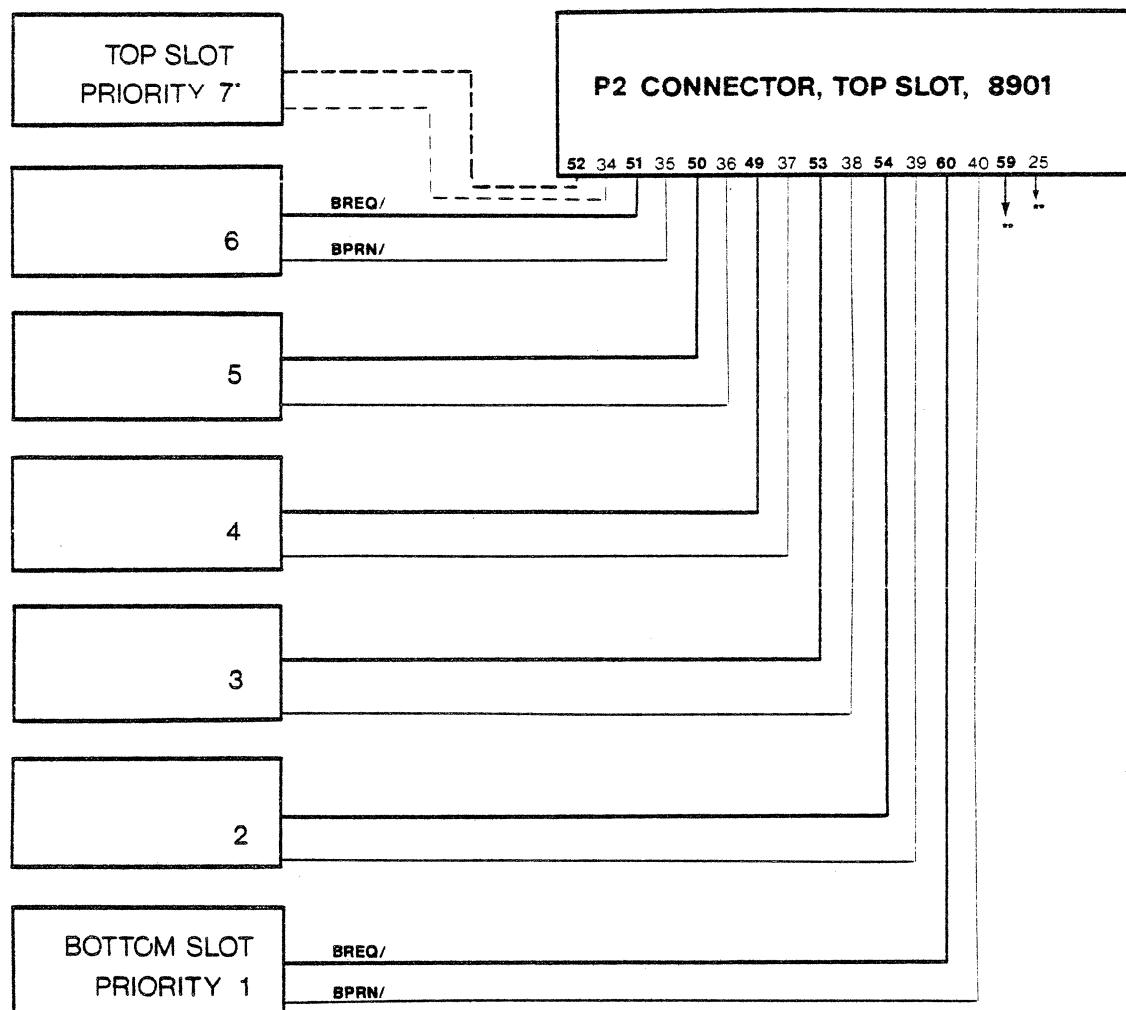 TOP SLOT
PRIORITY 7*
P2 CONNECTOR, TOP SLOT, 8901
52 34 51 35 50 36 49 37 53 38 54 39 60 40 59 25
** **
BREQ/
6
BPRN/
5
4
3
2
BOTTOM SLOT
PRIORITY 1
BREQ/
BPRN/